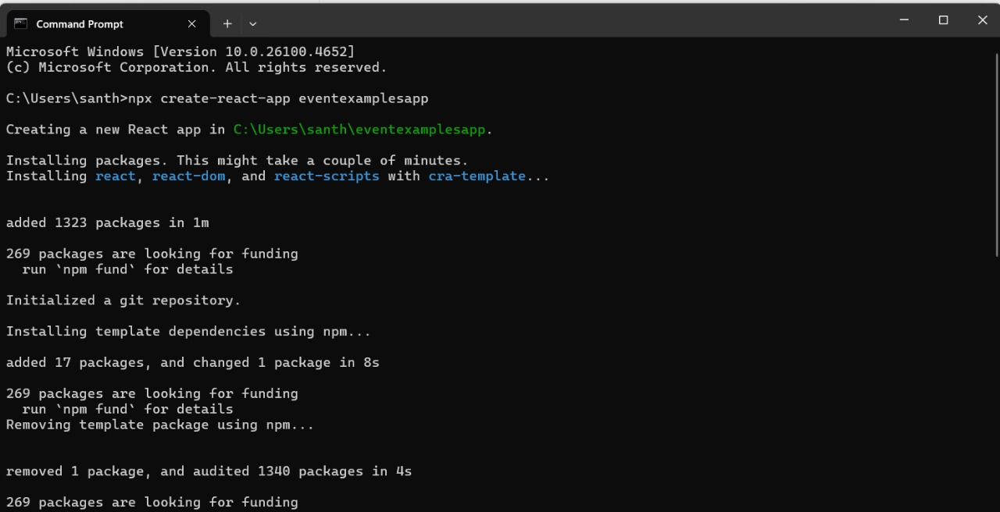 Command Prompt
Microsoft Windows [Version 10.0.26100.4652]
(c) Microsoft Corporation. All rights reserved.
C:\Users\santh>npx create-react-app eventexamplesapp
Creating a new React app in C:\Users\santh\eventexamplesapp.
Installing packages. This might take a couple of minutes.
Installing react, react-dom, and react-scripts with cra-template...
added 1323 packages in 1m
269 packages are looking for funding
  run `npm fund` for details
Initialized a git repository.
Installing template dependencies using npm...
added 17 packages, and changed 1 package in 8s
269 packages are looking for funding
  run `npm fund` for details
Removing template package using npm...
removed 1 package, and audited 1340 packages in 4s
269 packages are looking for funding